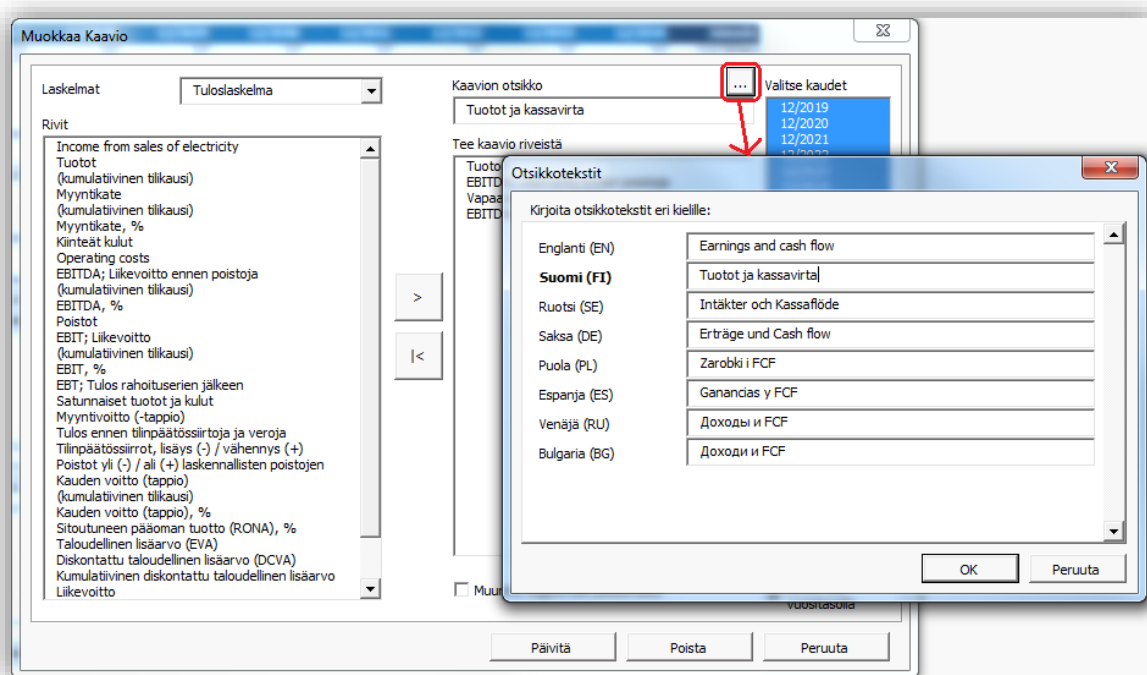 Muokkaa Kaavio
Laskelmat
Tuloslaskelma
Rivit
Income from sales of electricity
Tuotot
(kumulatiivinen tilikausi)
Myyntikate
(kumulatiivinen tilikausi)
Myyntikate, %
Kiinteät kulut
Operating costs
EBITDA; Liikevoitto ennen poistoja
(kumulatiivinen tilikausi)
EBITDA, %
Poistot
EBIT; Liikevoitto
(kumulatiivinen tilikausi)
EBIT, %
EBT; Tulos rahoituserien jälkeen
Satunnaiset tuotot ja kulut
Myyntivoitto (-tappio)
Tulos ennen tilinpäätössiirtoja ja veroja
Tilinpäätössiirrot, lisäys (-) / vähennys (+)
Poistot yli (-) / ali (+) laskennallisten poistojen
Kauden voitto (tappio)
(kumulatiivinen tilikausi)
Kauden voitto (tappio), %
Sitoutuneen pääoman tuotto (RONA), %
Taloudellinen lisäarvo (EVA)
Diskontattu taloudellinen lisäarvo (DCVA)
Kumulatiivinen diskontattu taloudellinen lisäarvo
Liikevoitto
>
|<
Kaavion otsikko
...
Tuotot ja kassavirta
Tee kaavio riveistä
Tuoto
EBITD
Vapaa
EBITD
Valitse kaudet
12/2019
12/2020
12/2021
Otsikkotekstit
Kirjoita otsikkotekstit eri kielille:
Englanti (EN) Earnings and cash flow
Suomi (FI) Tuotot ja kassavirta
Ruotsi (SE) Intäkter och Kassaflöde
Saksa (DE) Erträge und Cash flow
Puola (PL) Zarobki i FCF
Espanja (ES) Ganancias y FCF
Venäjä (RU) Доходы и FCF
Bulgaria (BG) Доходи и FCF
OK
Peruuta
vuositasolla
Päivitä
Poista
Peruuta